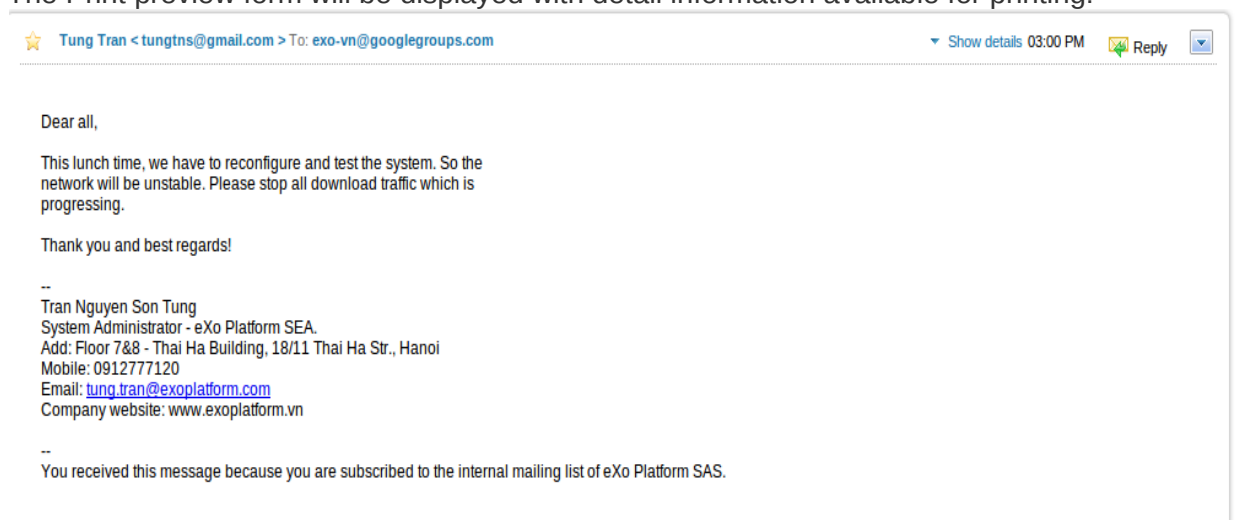 The Print preview form will be displayed with detail information available for printing.
Tung Tran < tungtns@gmail.com > To: exo-vn@googlegroups.com Show details 03:00 PM Reply
Dear all,
This lunch time, we have to reconfigure and test the system. So the
network will be unstable. Please stop all download traffic which is
progressing.
Thank you and best regards!
--
Tran Nguyen Son Tung
System Administrator - eXo Platform SEA.
Add: Floor 7&8 - Thai Ha Building, 18/11 Thai Ha Str., Hanoi
Mobile: 0912777120
Email: tung.tran@exoplatform.com
Company website: www.exoplatform.vn
--
You received this message because you are subscribed to the internal mailing list of eXo Platform SAS.